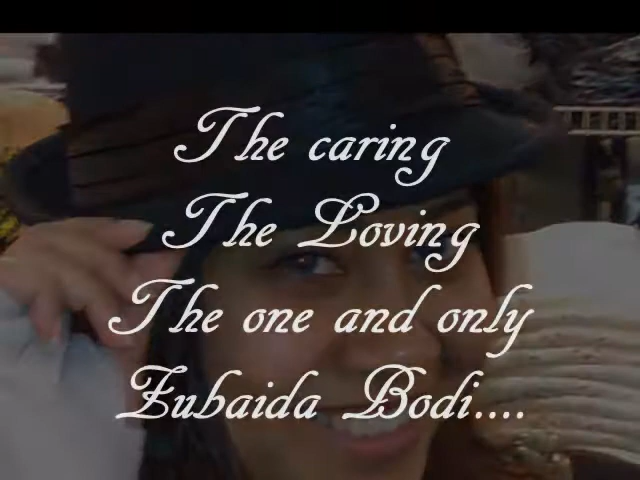 The caring
The Loving
The one and only
Zubaida Bodi....